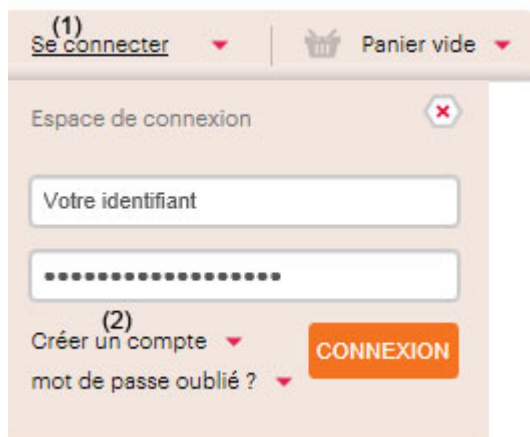 (1)
Se connecter Panier vide
Espace de connexion
Votre identifiant
••••••••••••••••••
(2)
Créer un compte
CONNEXION
mot de passe oublié ?